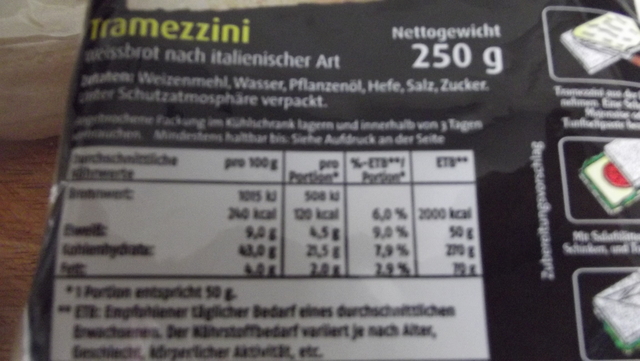 Tramezzini
Weissbrot nach italienischer Art
Nettogewicht
250 g
Zutaten: Weizenmehl, Wasser, Pflanzenöl, Hefe, Salz, Zucker.
Unter Schutzatmosphäre verpackt.
Angebrochene Packung im Kühlschrank lagern und innerhalb von 3 Tagen
verbrauchen. Mindestens haltbar bis: Siehe Aufdruck an der Seite
Durchschnittliche Nährwerte pro 100 g pro Portion* %-ETB**/ Portion* ETB**
Brennwert: 1015 kJ 508 kJ
240 kcal 120 kcal 6,0 % 2000 kcal
Eiweiß: 9,0 g 4,5 g 9,0 % 50 g
Kohlenhydrate: 43,0 g 21,5 g 7,9 % 270 g
Fett: 4,0 g 2,0 g 2,9 % 70 g
*1 Portion entspricht 50 g.
** ETB: Empfohlener täglicher Bedarf eines durchschnittlichen
Erwachsenen. Der Nährstoffbedarf variiert je nach Alter,
Geschlecht, körperlicher Aktivität, etc.
Zubereitungsvorschlag